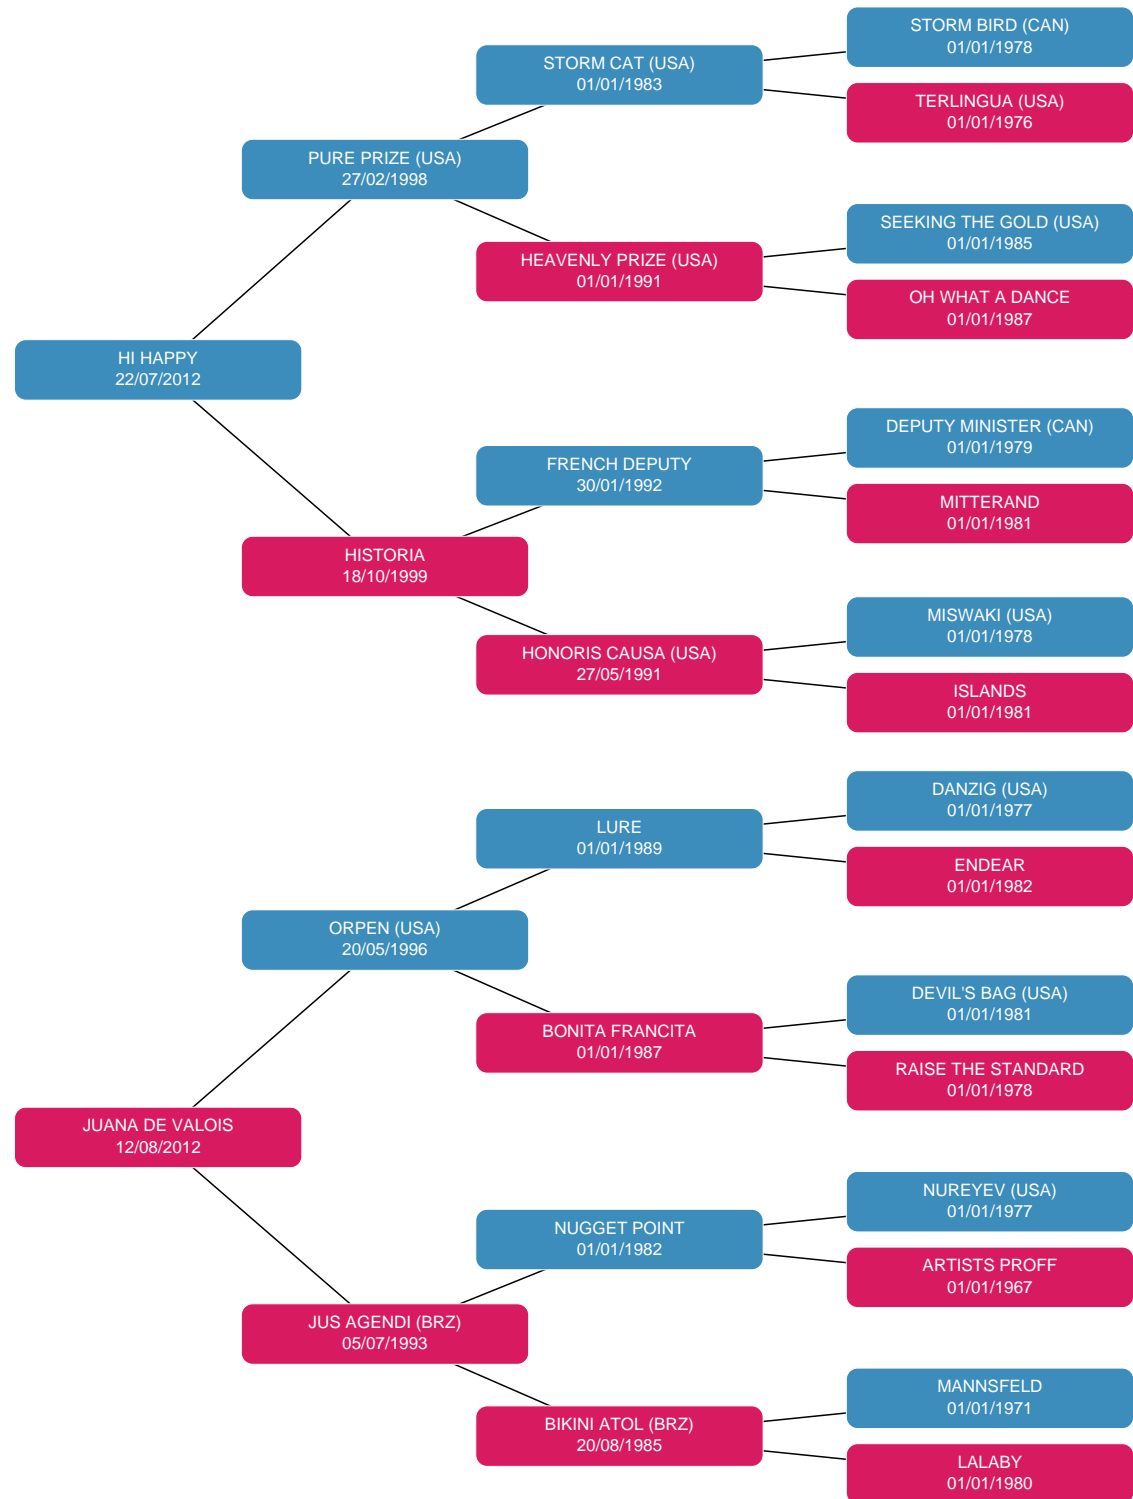 STORM BIRD (CAN)
01/01/1978
STORM CAT (USA)
01/01/1983
TERLINGUA (USA)
01/01/1976
PURE PRIZE (USA)
27/02/1998
SEEKING THE GOLD (USA)
01/01/1985
HEAVENLY PRIZE (USA)
01/01/1991
OH WHAT A DANCE
01/01/1987
HI HAPPY
22/07/2012
DEPUTY MINISTER (CAN)
01/01/1979
FRENCH DEPUTY
30/01/1992
MITTERAND
01/01/1981
HISTORIA
18/10/1999
MISWAKI (USA)
01/01/1978
HONORIS CAUSA (USA)
27/05/1991
ISLANDS
01/01/1981
DANZIG (USA)
01/01/1977
LURE
01/01/1989
ENDEAR
01/01/1982
ORPEN (USA)
20/05/1996
DEVIL'S BAG (USA)
01/01/1981
BONITA FRANCITA
01/01/1987
RAISE THE STANDARD
01/01/1978
JUANA DE VALOIS
12/08/2012
NUREYEV (USA)
01/01/1977
NUGGET POINT
01/01/1982
ARTISTS PROFF
01/01/1967
JUS AGENDI (BRZ)
05/07/1993
MANNSFELD
01/01/1971
BIKINI ATOL (BRZ)
20/08/1985
LALABY
01/01/1980